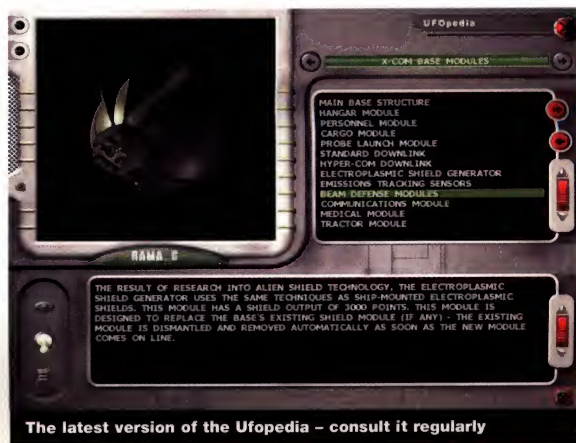 UFOpedia
X-COM BASE MODULES
MAIN BASE STRUCTURE
HANGAR MODULE
PERSONNEL MODULE
CARGO MODULE
PROBE LAUNCH MODULE
STANDARD DOWNLINK
HYPER-COM DOWNLINK
ELECTROPLASMIC SHIELD GENERATOR
EMISSIONS TRACKING SENSORS
BEAM DEFENSE MODULES
COMMUNICATIONS MODULE
MEDICAL MODULE
TRACTOR MODULE
THE RESULT OF RESEARCH INTO ALIEN SHIELD TECHNOLOGY, THE ELECTROPLASMIC
SHIELD GENERATOR USES THE SAME TECHNIQUES AS SHIP-MOUNTED ELECTROPLASMIC
SHIELDS. THIS MODULE HAS A SHIELD OUTPUT OF 3000 POINTS. THIS MODULE IS
DESIGNED TO REPLACE THE BASE'S EXISTING SHIELD MODULE (IF ANY) - THE EXISTING
MODULE IS DISMANTLED AND REMOVED AUTOMATICALLY AS SOON AS THE NEW MODULE
COMES ON LINE.
The latest version of the Ufopedia – consult it regularly